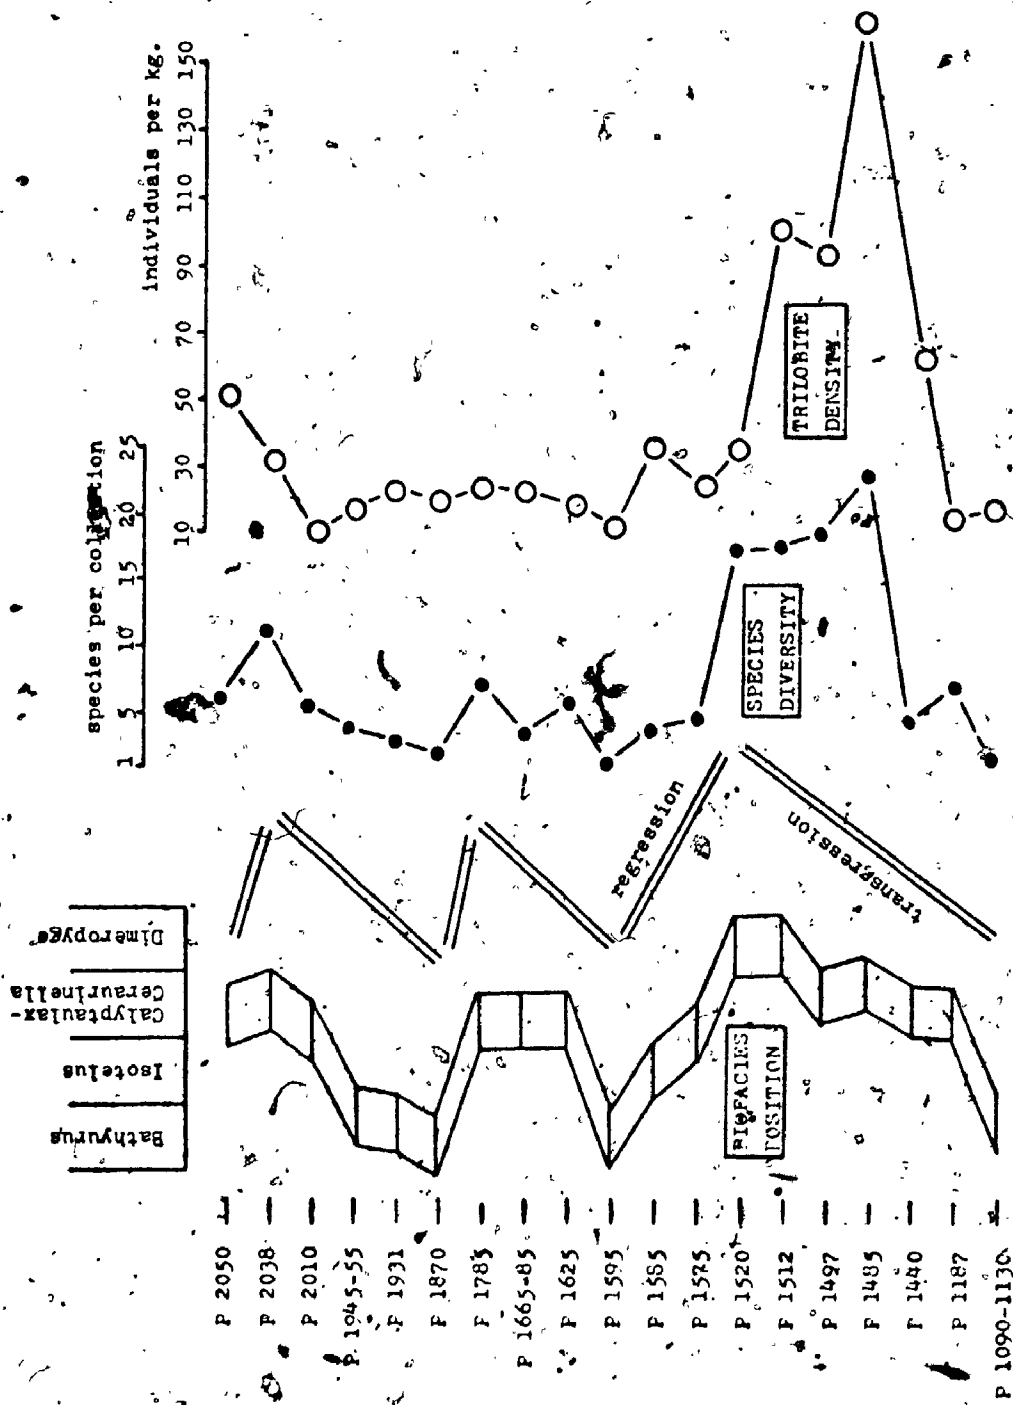 individuals per kg.
10 30 50 70 90 110 130 150
species per collection
1 5 10 15 20 25
TRILOBITE
DENSITY
SPECIES
DIVERSITY
regression
transgression
Dimeropyge
Calyptaulax-
Ceraurinella
Isotelus
Bathyurus
BIOFACIES
POSITION
P 2050
P 2038
P 2010
P 1945-55
P 1931
P 1870
P 1785
P 1665-85
P 1625
P 1595
P 1585
P 1575
P 1520
P 1512
P 1497
P 1485
P 1440
P 1187
P 1090-1130